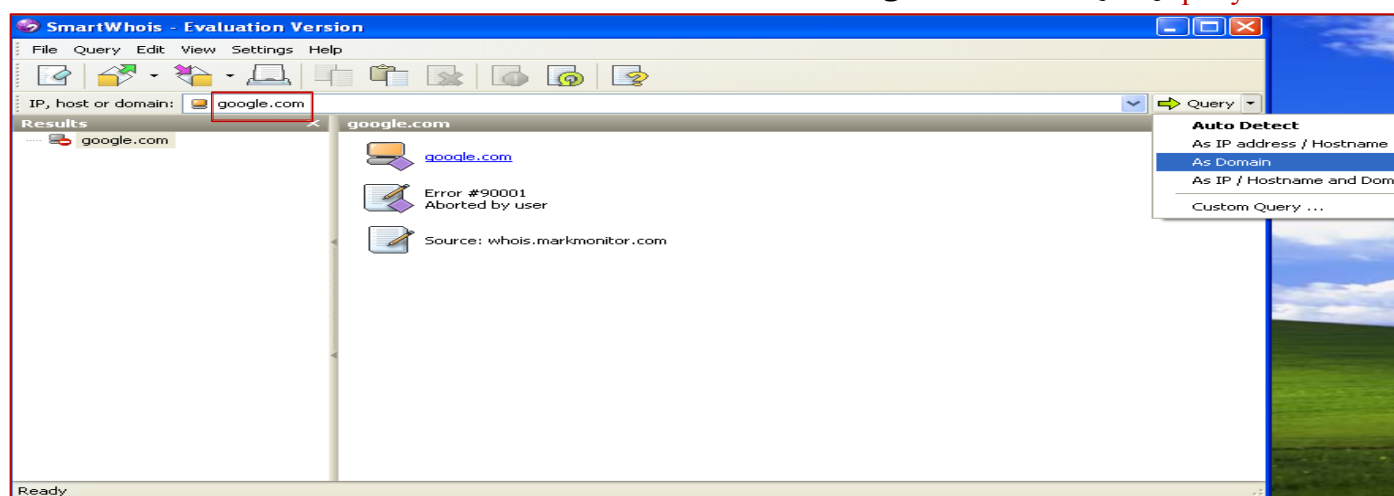 SmartWhois - Evaluation Version
File Query Edit View Settings Help
IP, host or domain: google.com Query
Results
google.com
google.com
google.com
Error #90001
Aborted by user
Source: whois.markmonitor.com
Auto Detect
As IP address / Hostname
As Domain
As IP / Hostname and Dom
Custom Query ...
Ready